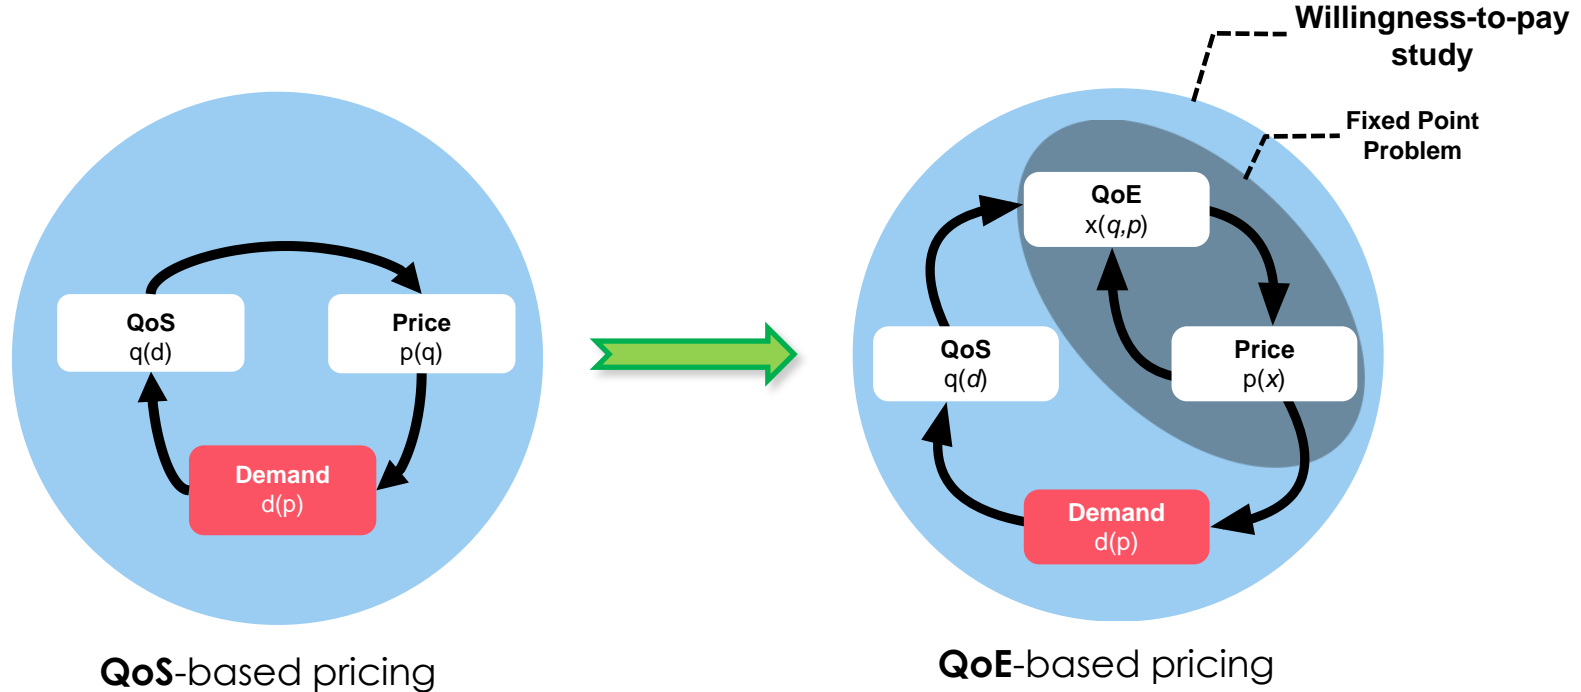 QoS
q(d)
Price
p(q)
Demand
d(p)
QoS-based pricing
Willingness-to-pay
study
Fixed Point
Problem
QoE
x(q,p)
QoS
q(d)
Price
p(x)
Demand
d(p)
QoE-based pricing